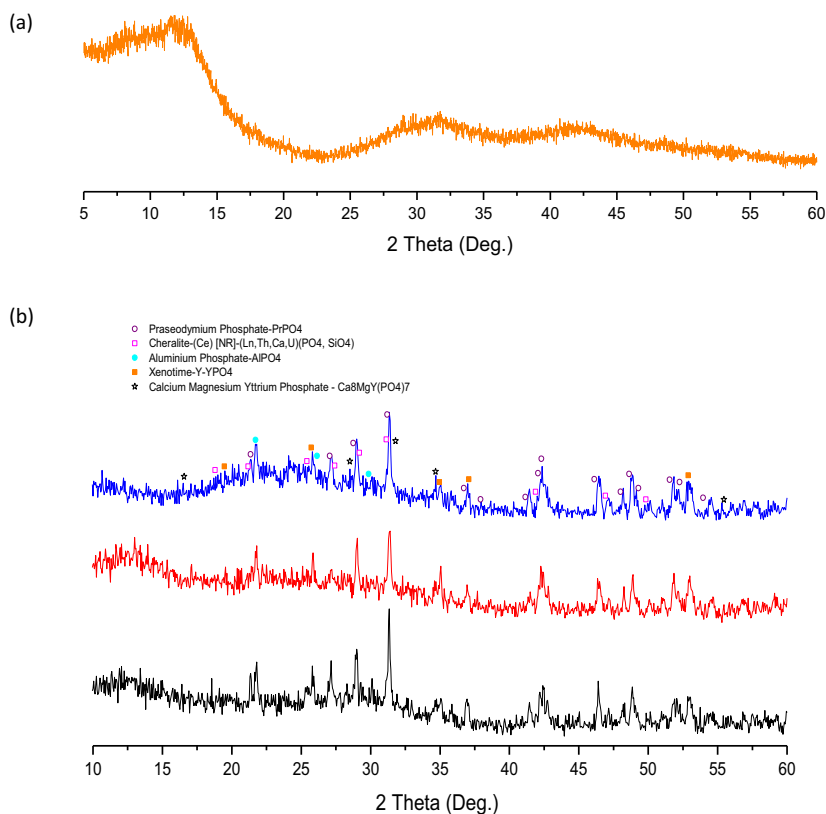 (a)
5 10 15 20 25 30 35 40 45 50 55 60
2 Theta (Deg.)
(b)
Praseodymium Phosphate-PrPO4
Cheralite-(Ce) [NR]-(Ln,Th,Ca,U)(PO4, SiO4)
Aluminium Phosphate-AlPO4
Xenotime-Y-YPO4
Calcium Magnesium Yttrium Phosphate - Ca8MgY(PO4)7
10 15 20 25 30 35 40 45 50 55 60
2 Theta (Deg.)